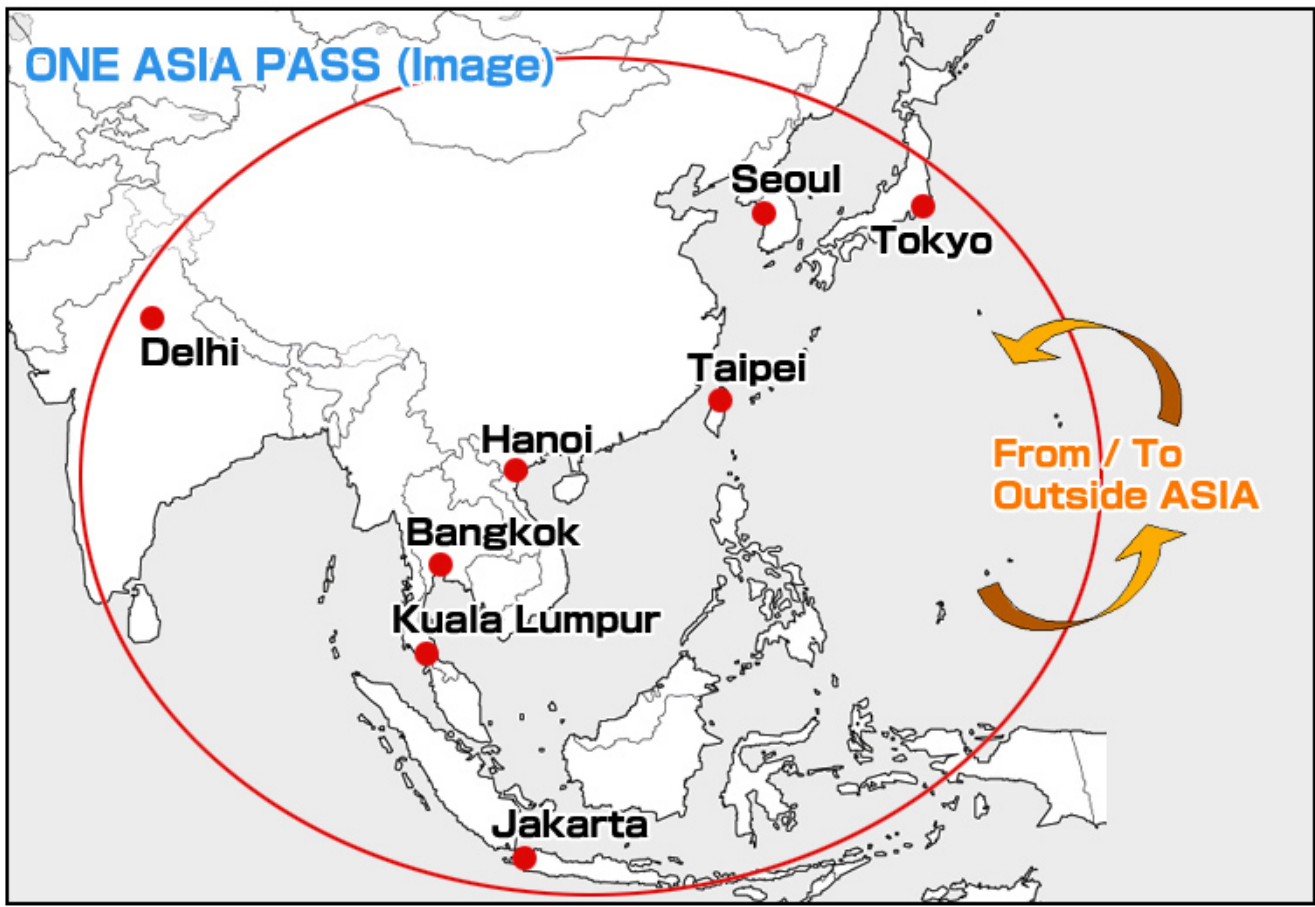 ONE ASIA PASS (Image)
Seoul
Tokyo
Delhi
Taipei
Hanoi
From / To
Outside ASIA
Bangkok
Kuala Lumpur
Jakarta